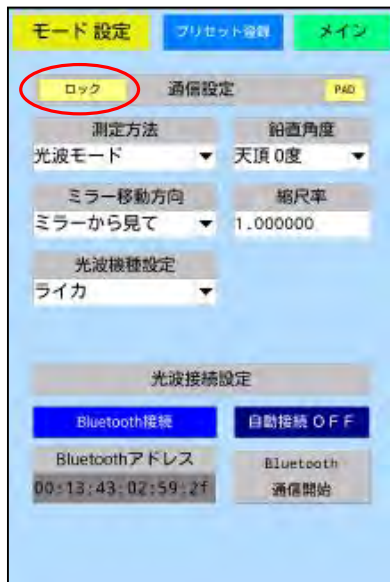 モード 設定 プリセット登録 メイン
ロック 通信設定 PAD
測定方法 鉛直角度
光波モード 天頂 0度
ミラー移動方向 縮尺率
ミラーから見て 1.000000
光波機種設定
ライカ
光波接続設定
Bluetooth接続 自動接続 OFF
Bluetoothアドレス Bluetooth
00:13:43:02:59:2f 通信開始